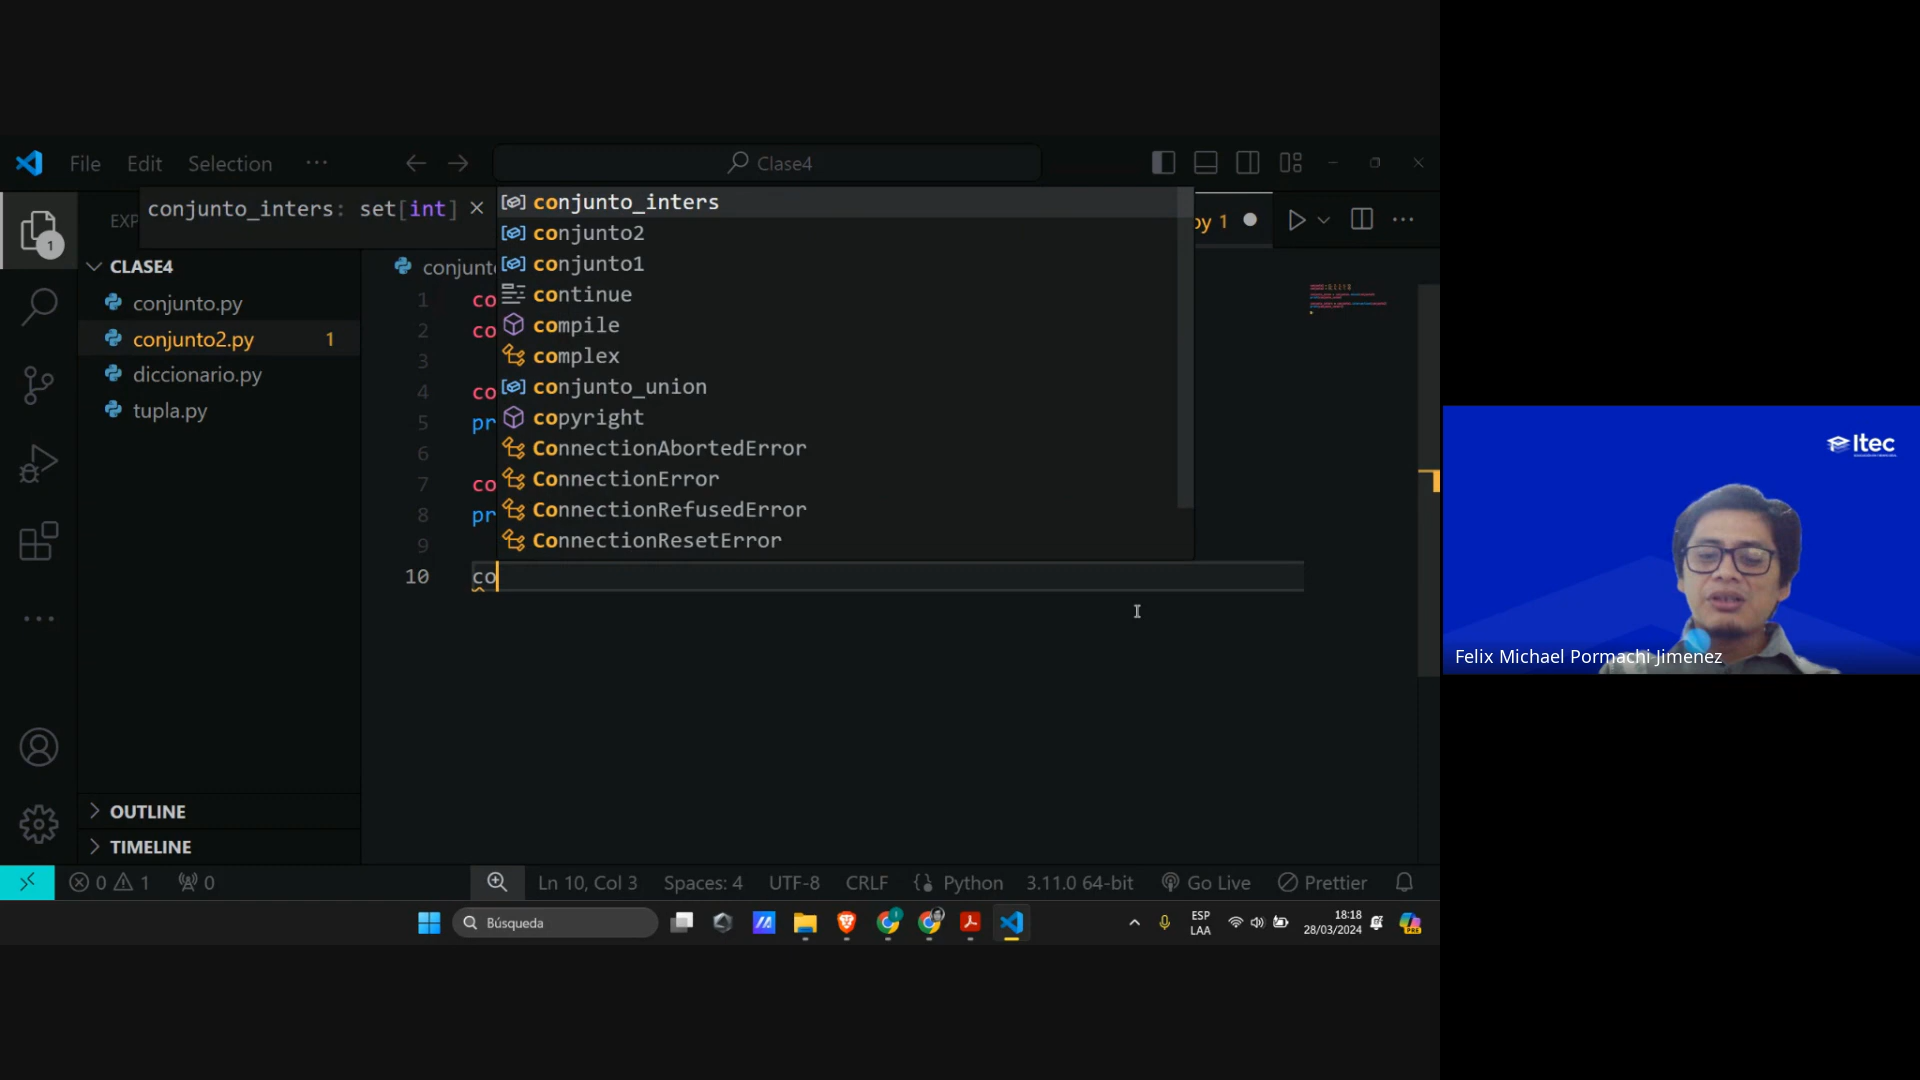 File Edit Selection ··· Clase4
EXP
conjunto_inters: set[int]
conjunto_inters
conjunto2
conjunto1
continue
compile
complex
conjunto_union
copyright
ConnectionAbortedError
ConnectionError
ConnectionRefusedError
ConnectionResetError
py 1
CLASE4
conjunto.py
conjunto2.py 1
diccionario.py
tupla.py
OUTLINE
TIMELINE
conjunto
1 co
2 co
3
4 co
5 pr
6
7 co
8 pr
9
10 co
1
0 1 0
Ln 10, Col 3 Spaces: 4 UTF-8 CRLF Python 3.11.0 64-bit Go Live Prettier
Búsqueda
ESP
LAA
18:18
28/03/2024
PRE
Itec
Felix Michael Pormachi Jimenez